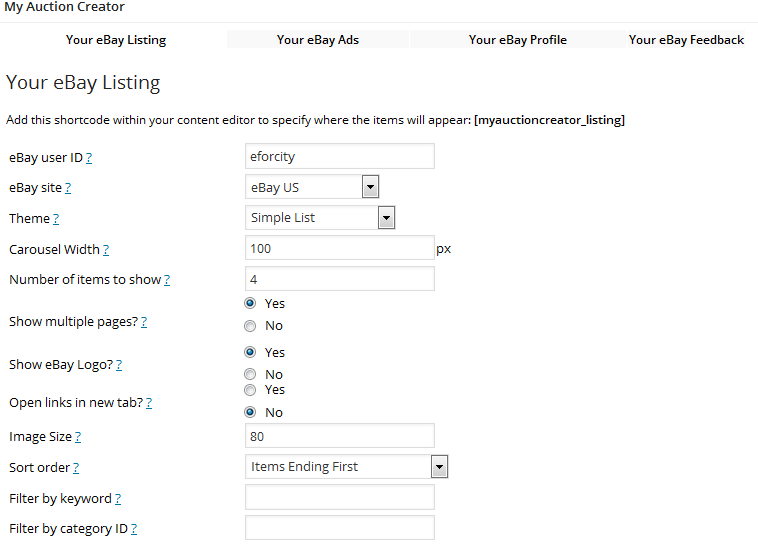 My Auction Creator
Your eBay Listing Your eBay Ads Your eBay Profile Your eBay Feedback
Your eBay Listing
Add this shortcode within your content editor to specify where the items will appear: [myauctioncreator_listing]
eBay user ID ? eforcity
eBay site ? eBay US
Theme ? Simple List
Carousel Width ? 100 px
Number of items to show ? 4
Yes
Show multiple pages? ?
No
Yes
Show eBay Logo? ?
No
Yes
Open links in new tab? ?
No
Image Size ? 80
Sort order ? Items Ending First
Filter by keyword ?
Filter by category ID ?